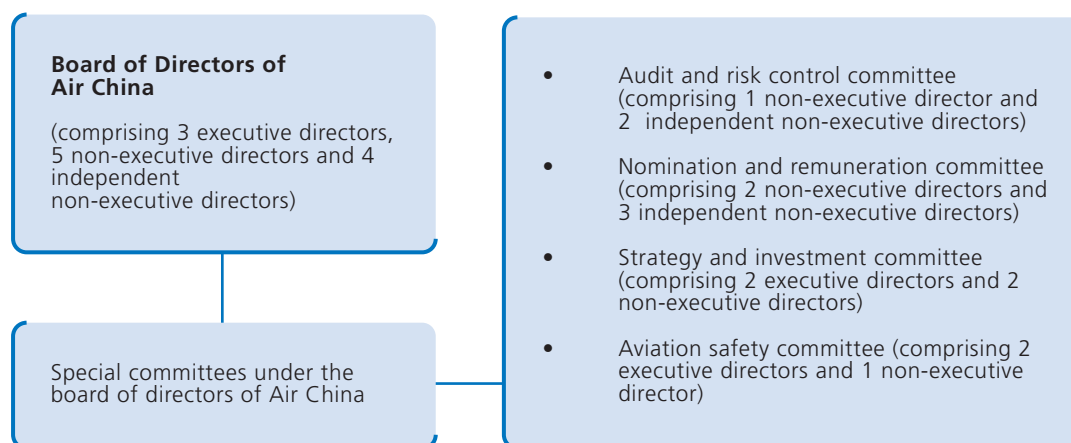 Board of Directors of
Air China
(comprising 3 executive directors,
5 non-executive directors and 4
independent
non-executive directors)
Special committees under the
board of directors of Air China
• Audit and risk control committee
(comprising 1 non-executive director and
2 independent non-executive directors)
• Nomination and remuneration committee
(comprising 2 non-executive directors and
3 independent non-executive directors)
• Strategy and investment committee
(comprising 2 executive directors and 2
non-executive directors)
• Aviation safety committee (comprising 2
executive directors and 1 non-executive
director)